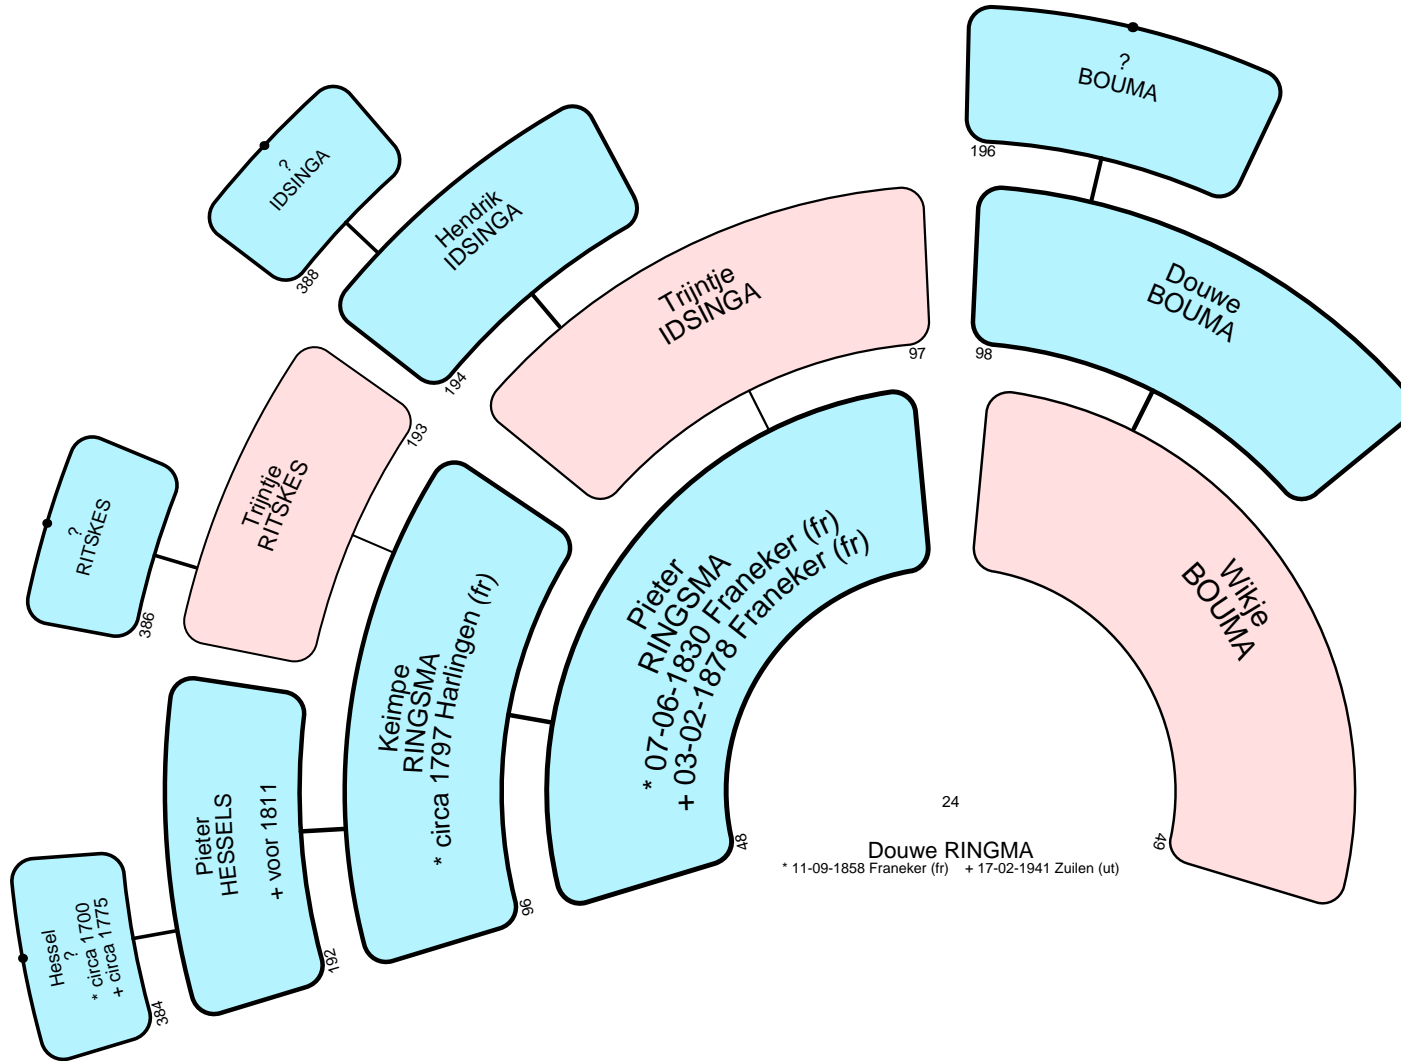 ?
BOUMA
196
?
IDSINGA
388
Hendrik
IDSINGA
194
Trijntje
IDSINGA
97
Douwe
BOUMA
98
Trijntje
RITSKES
193
?
RITSKES
386
Pieter
RINGSMA
* 07-06-1830 Franeker (fr)
+ 03-02-1878 Franeker (fr)
48
Wikje
BOUMA
49
Keimpe
RINGSMA
* circa 1797 Harlingen (fr)
96
Pieter
HESSELS
+ voor 1811
192
Hessel
?
* circa 1700
+ circa 1775
384
24
Douwe RINGMA
* 11-09-1858 Franeker (fr) + 17-02-1941 Zuilen (ut)